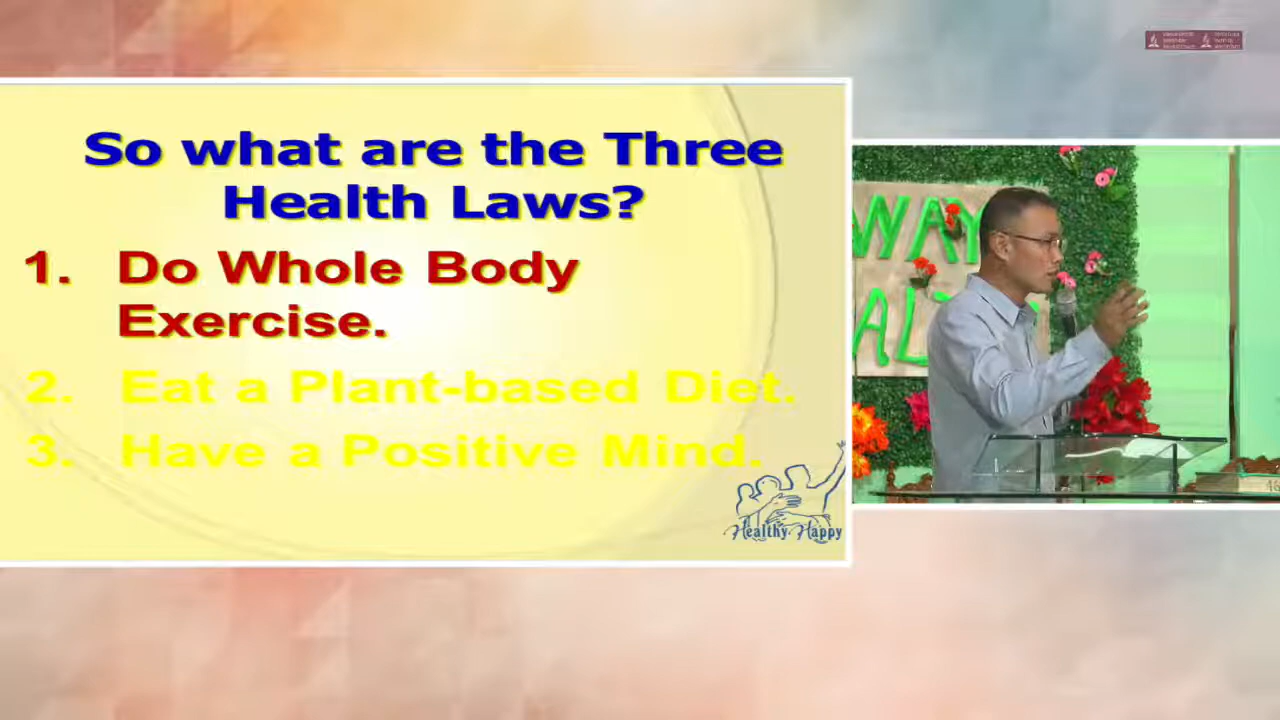 So what are the Three
Health Laws?
1. Do Whole Body
Exercise.
2. Eat a Plant-based Diet.
3. Have a Positive Mind.
Healthy Happy
WAY